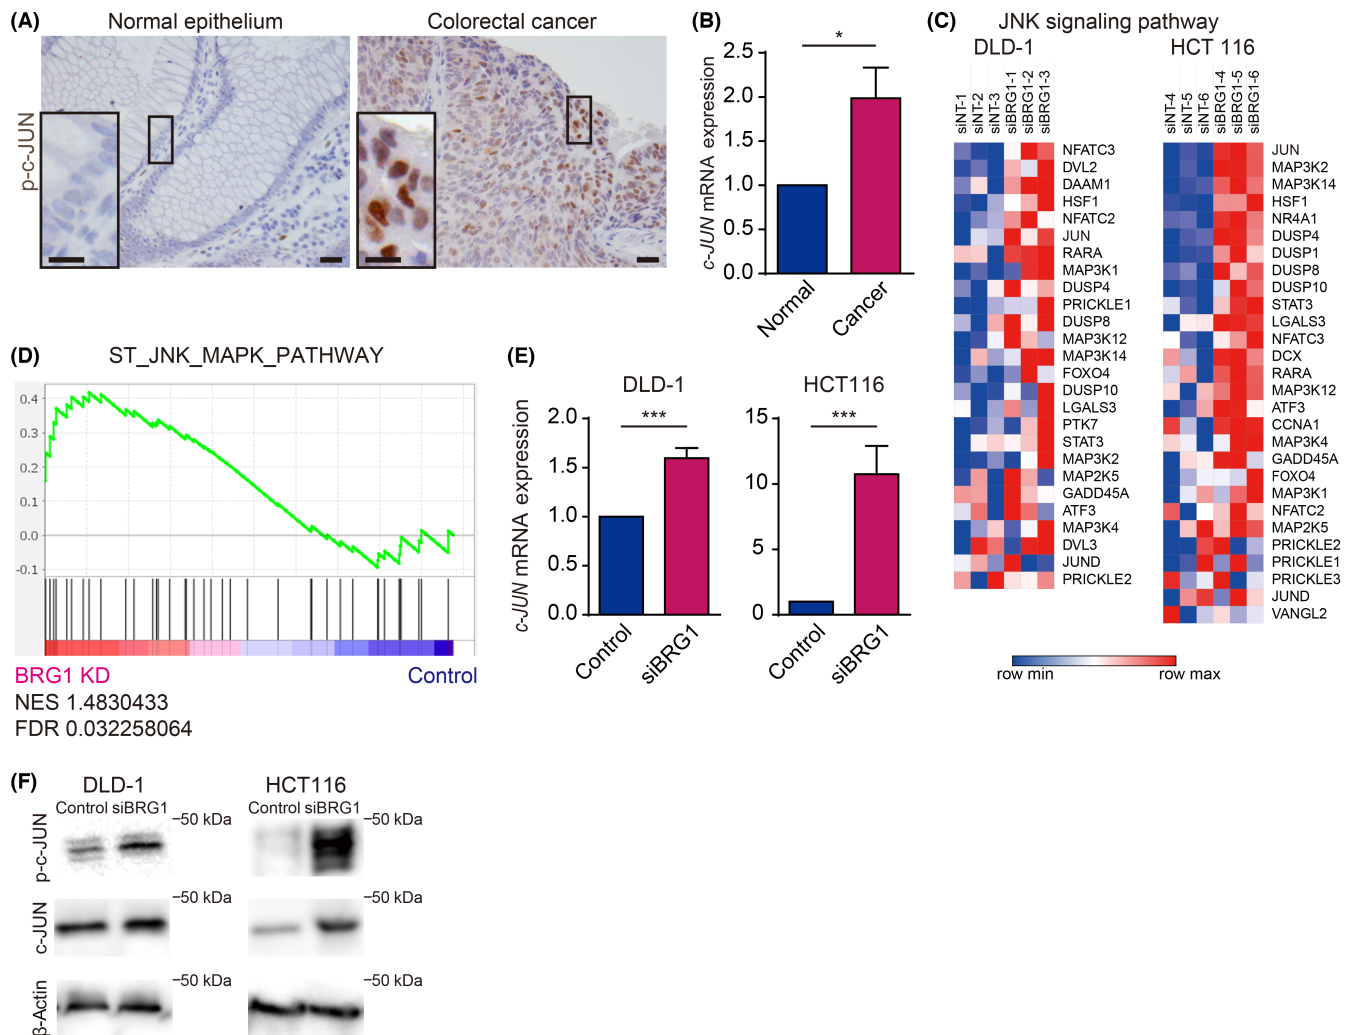 (A)
Normal epithelium
Colorectal cancer
p-c-JUN
(B)
*
c-JUN mRNA expression
2.5
2.0
1.5
1.0
0.5
0.0
Normal
Cancer
(C)
JNK signaling pathway
DLD-1
HCT 116
siNT-1
siNT-2
siNT-3
siBRG1-1
siBRG1-2
siBRG1-3
siNT-4
siNT-5
siNT-6
siBRG1-4
siBRG1-5
siBRG1-6
NFATC3
DVL2
DAAM1
HSF1
NFATC2
JUN
RARA
MAP3K1
DUSP4
PRICKLE1
DUSP8
MAP3K12
MAP3K14
FOXO4
DUSP10
LGALS3
PTK7
STAT3
MAP3K2
MAP2K5
GADD45A
ATF3
MAP3K4
DVL3
JUND
PRICKLE2
JUN
MAP3K2
MAP3K14
HSF1
NR4A1
DUSP4
DUSP1
DUSP8
DUSP10
STAT3
LGALS3
NFATC3
DCX
RARA
MAP3K12
ATF3
CCNA1
MAP3K4
GADD45A
FOXO4
MAP3K1
NFATC2
MAP2K5
PRICKLE2
PRICKLE1
PRICKLE3
JUND
VANGL2
row min
row max
(D)
ST_JNK_MAPK_PATHWAY
0.4
0.3
0.2
0.1
0.0
-0.1
BRG1 KD
Control
NES 1.4830433
FDR 0.032258064
(E)
DLD-1
HCT116
c-JUN mRNA expression
2.0
1.5
1.0
0.5
0.0
***
Control
siBRG1
15
10
5
0
***
Control
siBRG1
(F)
DLD-1
HCT116
Control siBRG1
Control siBRG1
p-c-JUN
–50 kDa
–50 kDa
c-JUN
–50 kDa
–50 kDa
β-Actin
–50 kDa
–50 kDa